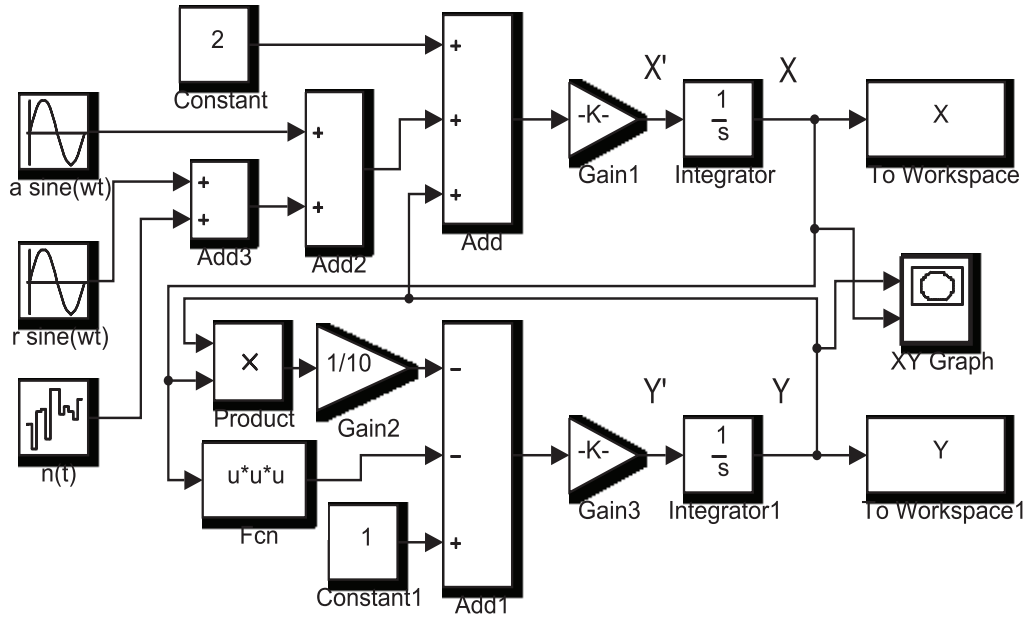 2
Constant
a sine(wt)
+
+
Add3
r sine(wt)
n(t)
+
+
Add2
+
+
+
Add
-K-
Gain1
X'
1
s
Integrator
X
X
To Workspace
XY Graph
×
Product
1/10
Gain2
u*u*u
Fcn
1
Constant1
−
−
+
Add1
-K-
Gain3
Y'
1
s
Integrator1
Y
Y
To Workspace1